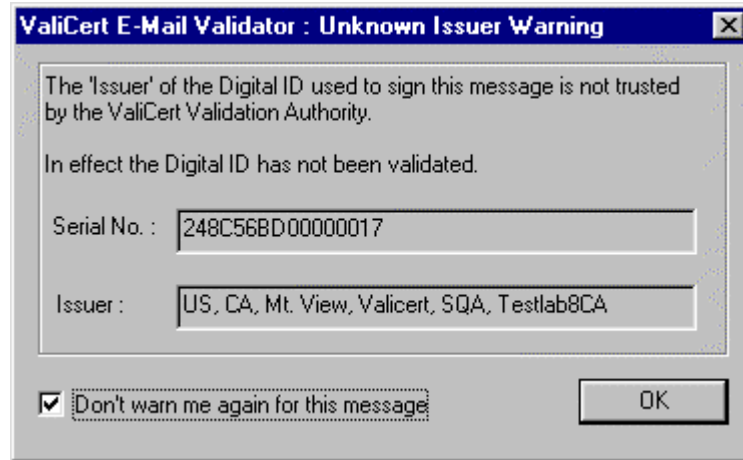 ValiCert E-Mail Validator : Unknown Issuer Warning
The 'Issuer' of the Digital ID used to sign this message is not trusted
by the ValiCert Validation Authority.
In effect the Digital ID has not been validated.
Serial No. : 248C56BD00000017
Issuer : US, CA, Mt. View, Valicert, SQA, Testlab8CA
Don't warn me again for this message
OK